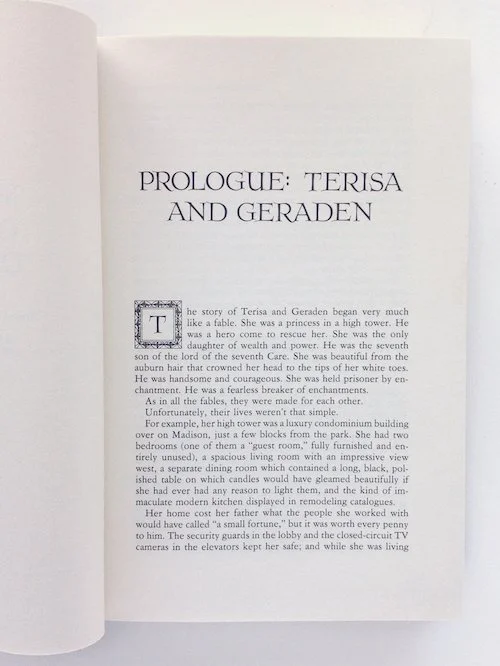 PROLOGUE: TERISA
AND GERADEN
The story of Terisa and Geraden began very much
like a fable. She was a princess in a high tower. He
was a hero come to rescue her. She was the only
daughter of wealth and power. He was the seventh
son of the lord of the seventh Care. She was beautiful from the
auburn hair that crowned her head to the tips of her white toes.
He was handsome and courageous. She was held prisoner by en-
chantment. He was a fearless breaker of enchantments.
As in all the fables, they were made for each other.
Unfortunately, their lives weren't that simple.
For example, her high tower was a luxury condominium building
over on Madison, just a few blocks from the park. She had two
bedrooms (one of them a “guest room,” fully furnished and en-
tirely unused), a spacious living room with an impressive view
west, a separate dining room which contained a long, black, pol-
ished table on which candles would have gleamed beautifully if
she had ever had any reason to light them, and the kind of im-
maculate modern kitchen displayed in remodeling catalogues.
Her home cost her father what the people she worked with
would have called “a small fortune,” but it was worth every penny
to him. The security guards in the lobby and the closed-circuit TV
cameras in the elevators kept her safe; and while she was living